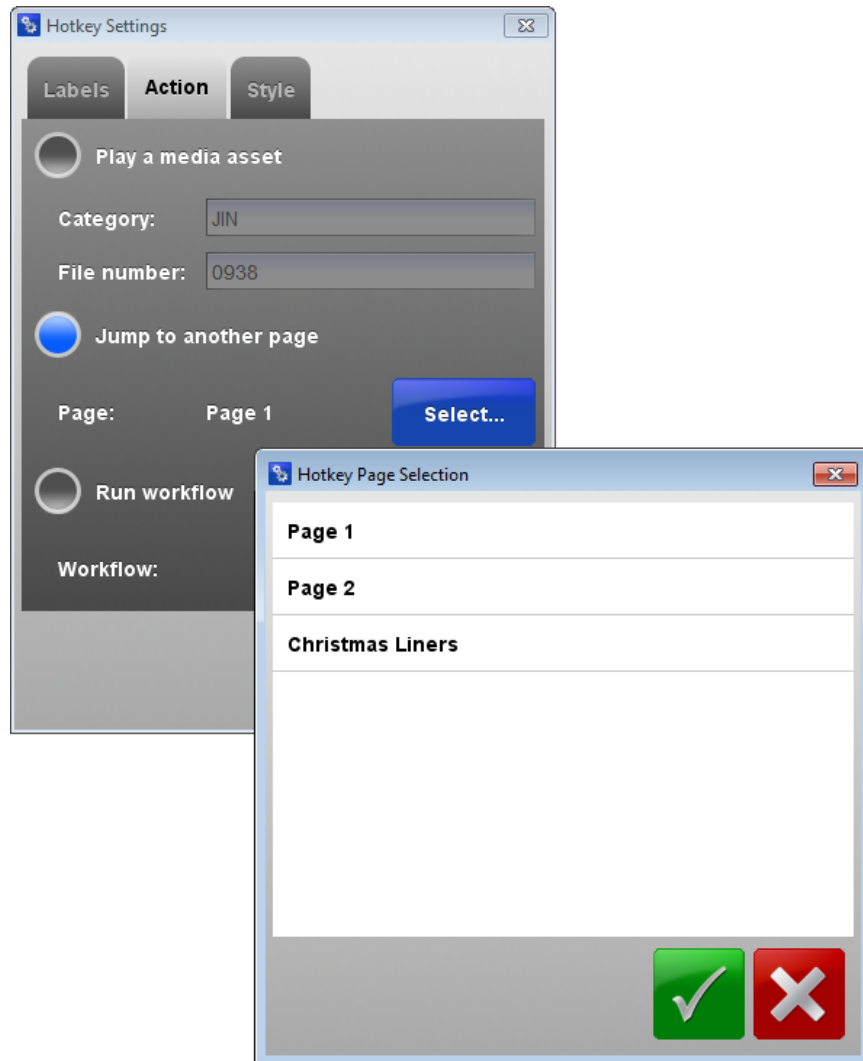 Hotkey Settings
Labels Action Style
Play a media asset
Category: JIN
File number: 0938
Jump to another page
Page: Page 1 Select...
Run workflow
Workflow:
Hotkey Page Selection
Page 1
Page 2
Christmas Liners